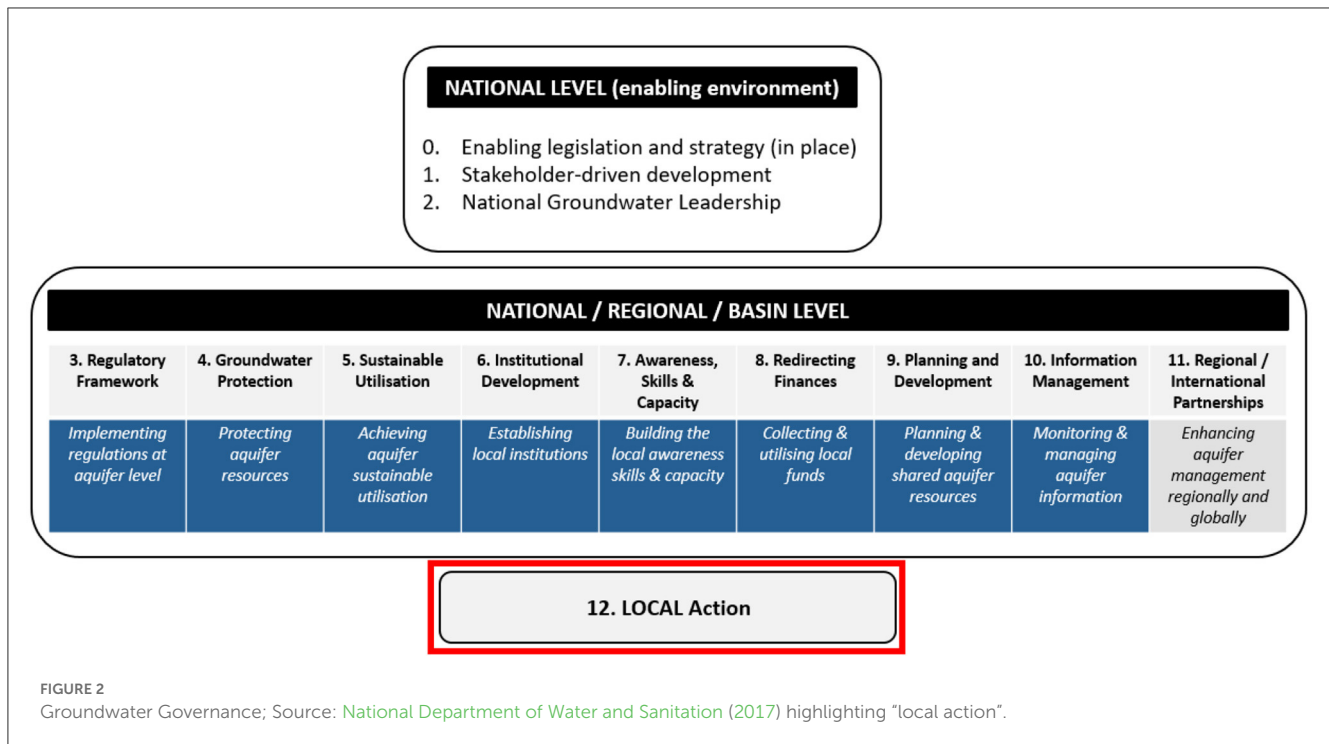 NATIONAL LEVEL (enabling environment)
0. Enabling legislation and strategy (in place)
1. Stakeholder-driven development
2. National Groundwater Leadership
NATIONAL / REGIONAL / BASIN LEVEL
3. Regulatory
Framework
4. Groundwater
Protection
5. Sustainable
Utilisation
6. Institutional
Development
7. Awareness,
Skills &
Capacity
8. Redirecting
Finances
9. Planning and
Development
10. Information
Management
11. Regional /
International
Partnerships
Implementing
regulations at
aquifer level
Protecting
aquifer
resources
Achieving
aquifer
sustainable
utilisation
Establishing
local institutions
Building the
local awareness
skills & capacity
Collecting &
utilising local
funds
Planning &
developing
shared aquifer
resources
Monitoring &
managing
aquifer
information
Enhancing
aquifer
management
regionally and
globally
12. LOCAL Action
FIGURE 2
Groundwater Governance; Source: National Department of Water and Sanitation (2017) highlighting “local action”.